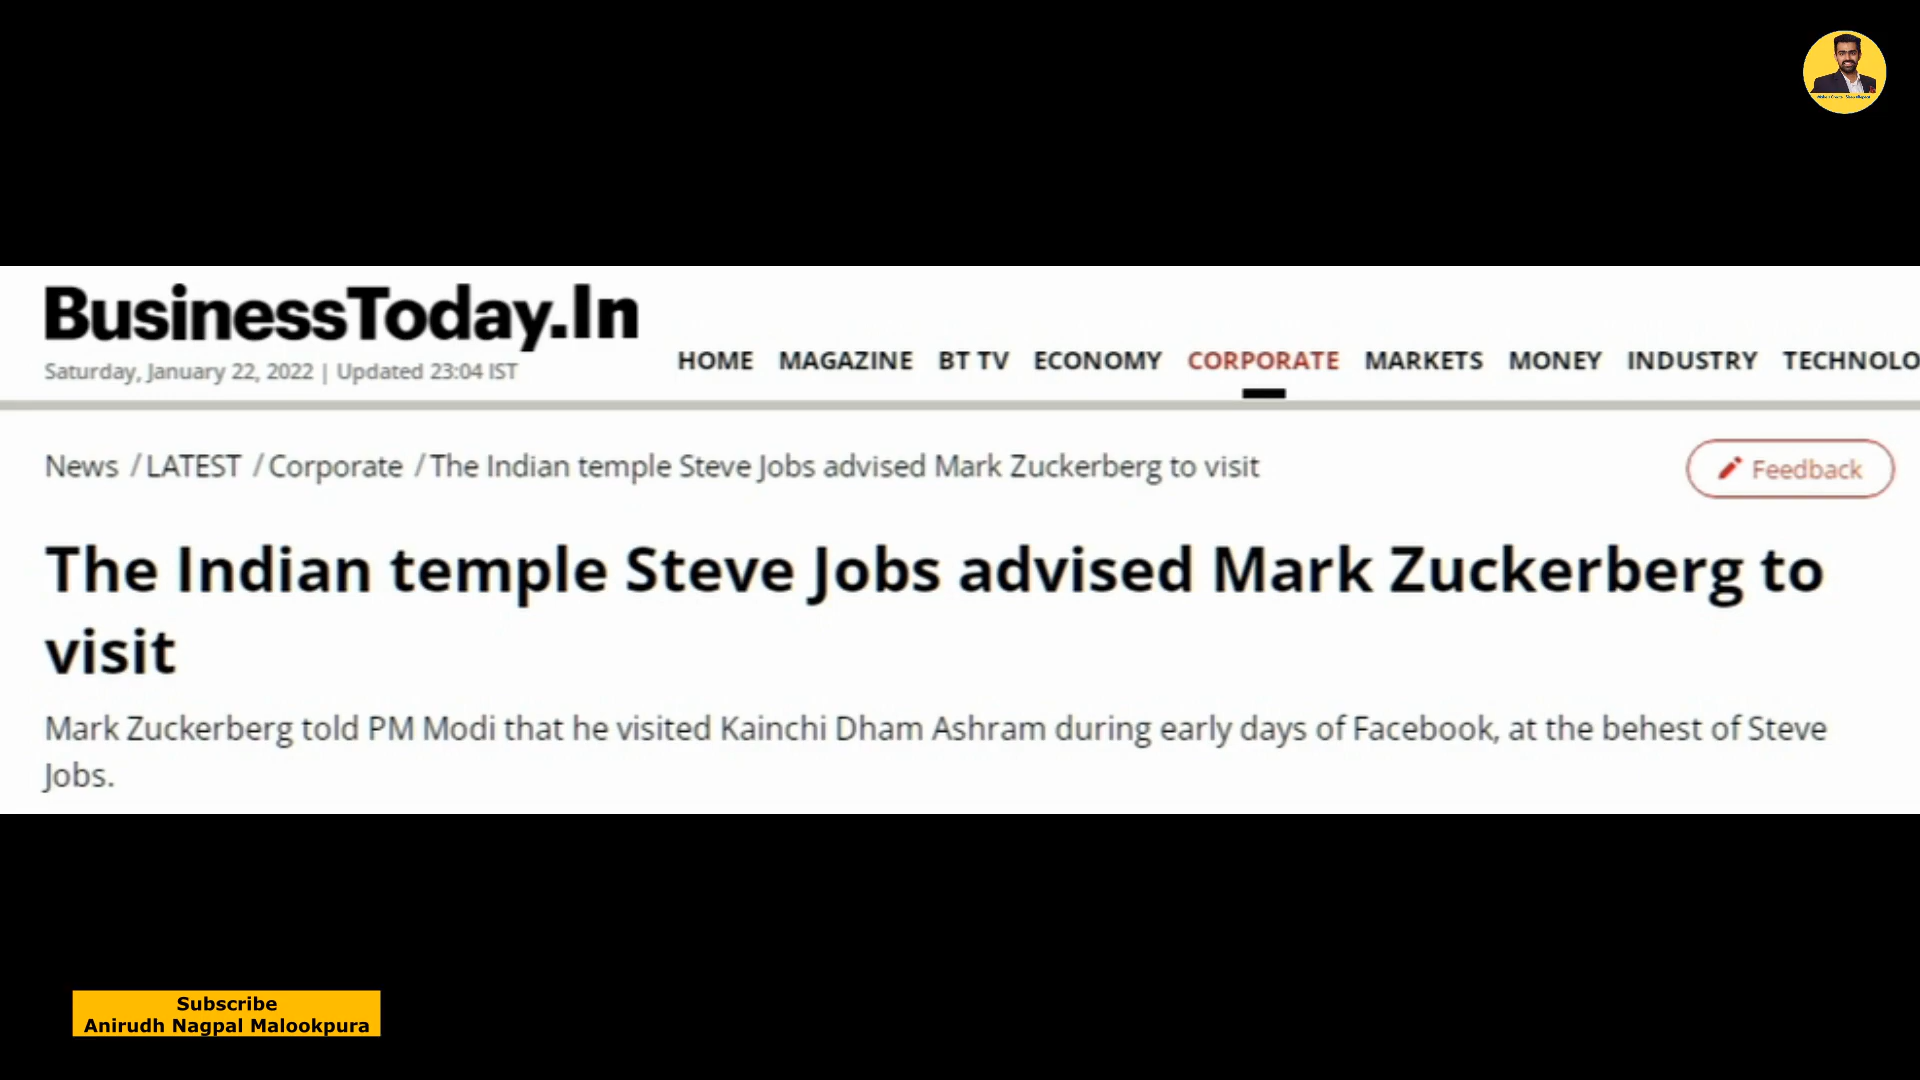 BusinessToday.In
Saturday, January 22, 2022 | Updated 23:04 IST
HOME MAGAZINE BT TV ECONOMY CORPORATE MARKETS MONEY INDUSTRY TECHNOLO
News / LATEST / Corporate / The Indian temple Steve Jobs advised Mark Zuckerberg to visit
Feedback
The Indian temple Steve Jobs advised Mark Zuckerberg to
visit
Mark Zuckerberg told PM Modi that he visited Kainchi Dham Ashram during early days of Facebook, at the behest of Steve
Jobs.
Subscribe
Anirudh Nagpal Malookpura